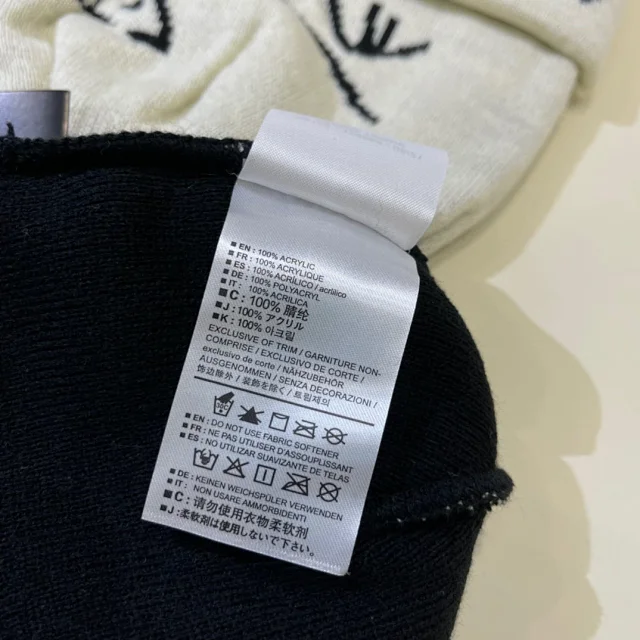 ■ EN : 100% ACRYLIC
■ FR : 100% ACRYLIQUE
■ ES : 100% ACRÍLICO / acrílico
■ DE : 100% POLYACRYL
■ IT : 100% ACRILICA
■ C : 100% 腈纶
■ J : 100% アクリル
■ K : 100% 아크릴
EXCLUSIVE OF TRIM / GARNITURE NON-
COMPRISE / EXCLUSIVO DE CORTE /
exclusivo de corte / NÄHZUBEHÖR
AUSGENOMMEN / SENZA DECORAZIONI /
饰边除外 / 装飾を除く / 트림제외
■ EN : DO NOT USE FABRIC SOFTENER
■ FR : NE PAS UTILISER D'ASSOUPLISSANT
■ ES : NO UTILIZAR SUAVIZANTE DE TELAS
■ DE : KEINEN WEICHSPÜLER VERWENDEN
■ IT : NON USARE AMMORBIDENTI
■ C : 请勿使用衣物柔软剂
■ J : 柔軟剤は使用しないで下さい。